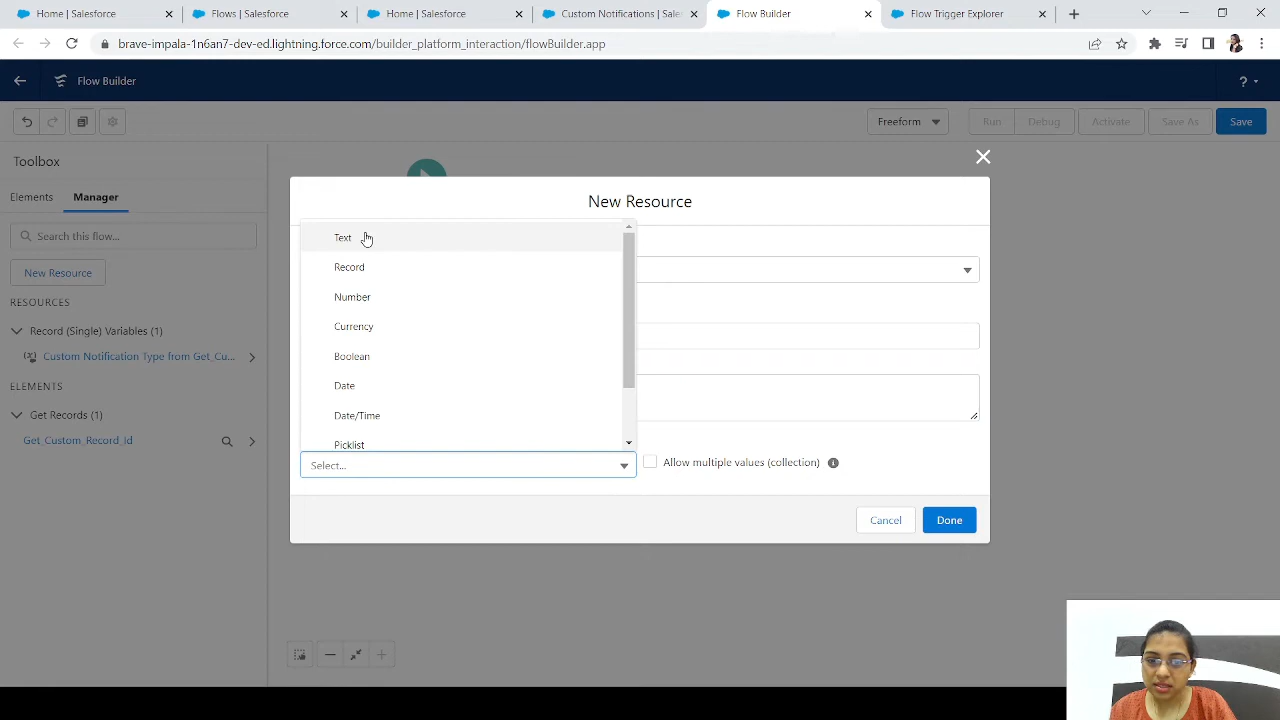 Home | Salesforce
Flows | Salesforce
Home | Salesforce
Custom Notifications | Sales
Flow Builder
Flow Trigger Explorer
brave-impala-1n6an7-dev-ed.lightning.force.com/builder_platform_interaction/flowBuilder.app
Flow Builder
?
Freeform
Run
Debug
Activate
Save As
Save
Toolbox
Elements
Manager
Search this flow...
New Resource
RESOURCES
Record (Single) Variables (1)
Custom Notification Type from Get_Cu...
ELEMENTS
Get Records (1)
Get_Custom_Record_Id
New Resource
Text
Record
Number
Currency
Boolean
Date
Date/Time
Picklist
Select...
Allow multiple values (collection)
Cancel
Done